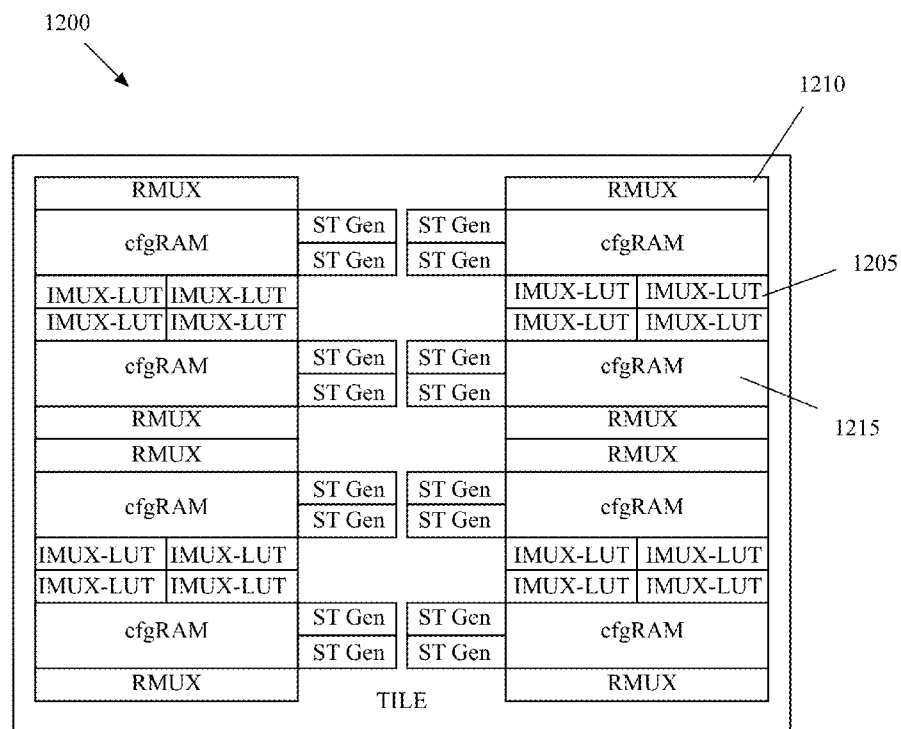 1200
1210
RMUX RMUX
cfgRAM ST Gen ST Gen cfgRAM
ST Gen ST Gen
1205
IMUX-LUT IMUX-LUT IMUX-LUT IMUX-LUT
IMUX-LUT IMUX-LUT IMUX-LUT IMUX-LUT
cfgRAM ST Gen ST Gen cfgRAM
ST Gen ST Gen
1215
RMUX RMUX
RMUX RMUX
cfgRAM ST Gen ST Gen cfgRAM
ST Gen ST Gen
IMUX-LUT IMUX-LUT IMUX-LUT IMUX-LUT
IMUX-LUT IMUX-LUT IMUX-LUT IMUX-LUT
cfgRAM ST Gen ST Gen cfgRAM
ST Gen ST Gen
RMUX RMUX
TILE